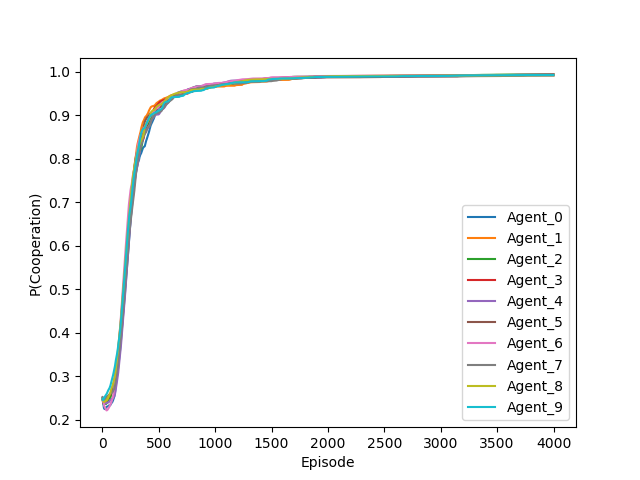 1.0
0.9
0.8
0.7
0.6
0.5
0.4
0.3
0.2
P(Cooperation)
Agent_0
Agent_1
Agent_2
Agent_3
Agent_4
Agent_5
Agent_6
Agent_7
Agent_8
Agent_9
0 500 1000 1500 2000 2500 3000 3500 4000
Episode